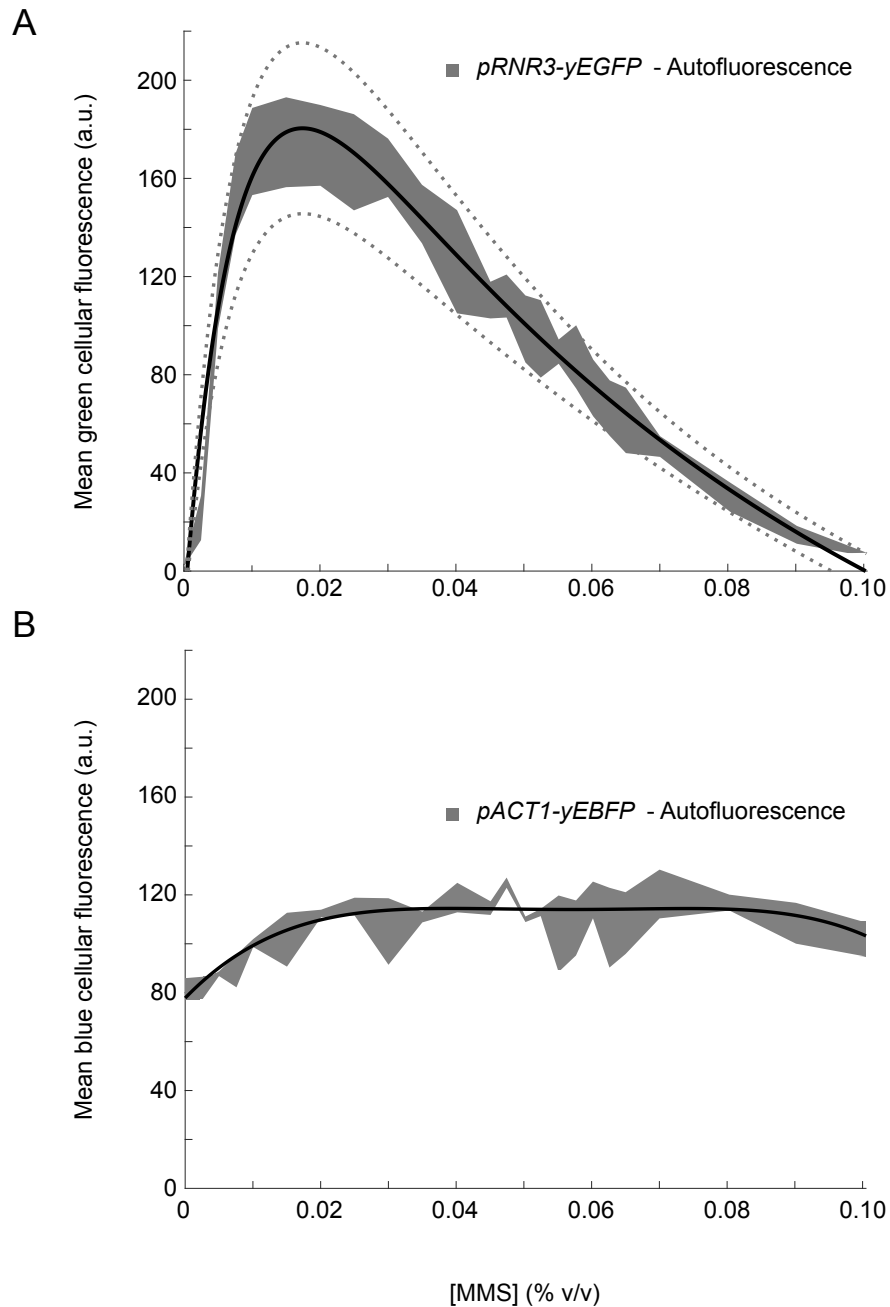 A
Mean green cellular fluorescence (a.u.)
200
160
120
80
40
0
pRNR3-yEGFP - Autofluorescence
0 0.02 0.04 0.06 0.08 0.10
B
Mean blue cellular fluorescence (a.u.)
200
160
120
80
40
0
pACT1-yEBFP - Autofluorescence
0 0.02 0.04 0.06 0.08 0.10
[MMS] (% v/v)